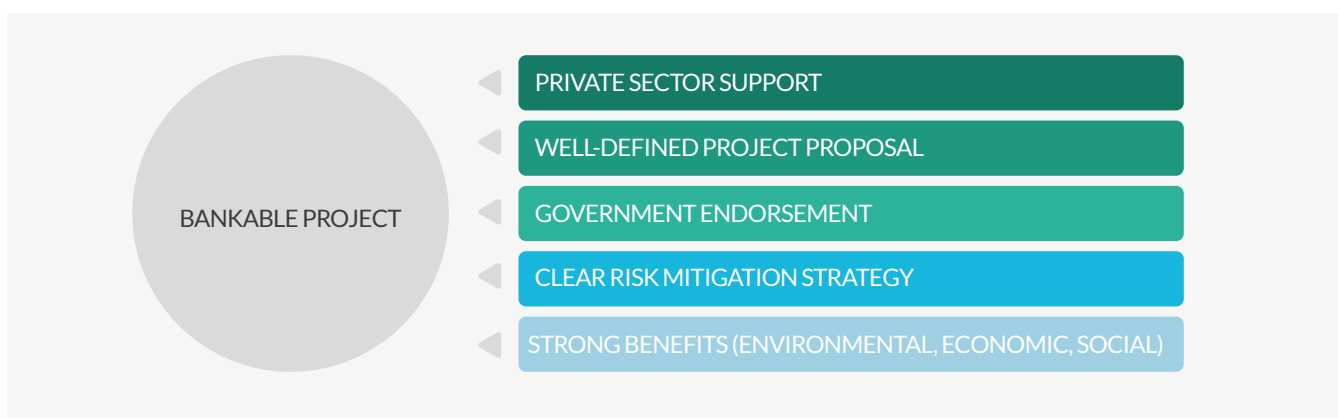 PRIVATE SECTOR SUPPORT
WELL-DEFINED PROJECT PROPOSAL
BANKABLE PROJECT
GOVERNMENT ENDORSEMENT
CLEAR RISK MITIGATION STRATEGY
STRONG BENEFITS (ENVIRONMENTAL, ECONOMIC, SOCIAL)